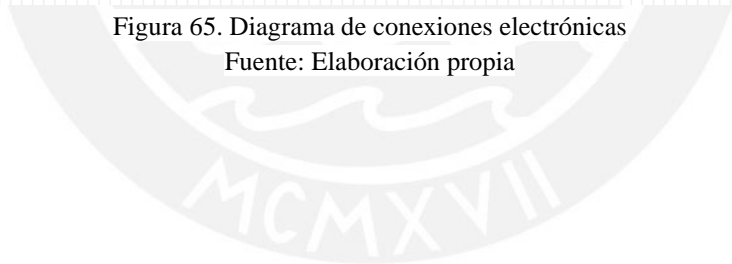 Figura 65. Diagrama de conexiones electrónicas
Fuente: Elaboración propia
MCMXVII